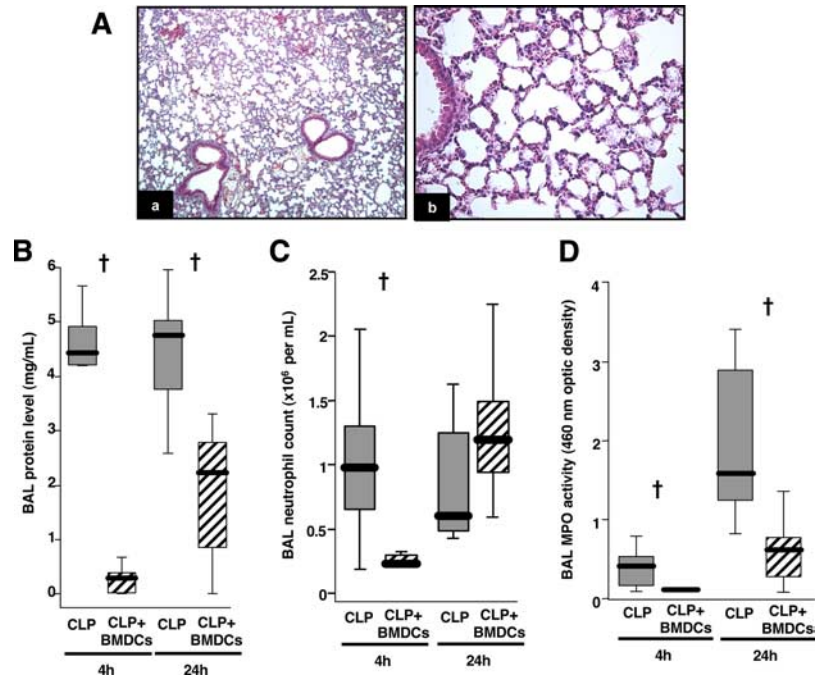 A
a
b
B
BAL protein level (mg/mL)
6
5
4
3
2
1
0
†
†
CLP
CLP+
BMDCs
CLP
CLP+
BMDCs
4h
24h
C
BAL neutrophil count (x10⁶ per mL)
2.5
2
1.5
1
0.5
0
†
CLP
CLP+
BMDCs
CLP
CLP+
BMDCs
4h
24h
D
BAL MPO activity (460 nm optic density)
4
3
2
1
0
†
†
CLP
CLP+
BMDCs
CLP
CLP+
BMDCs
4h
24h